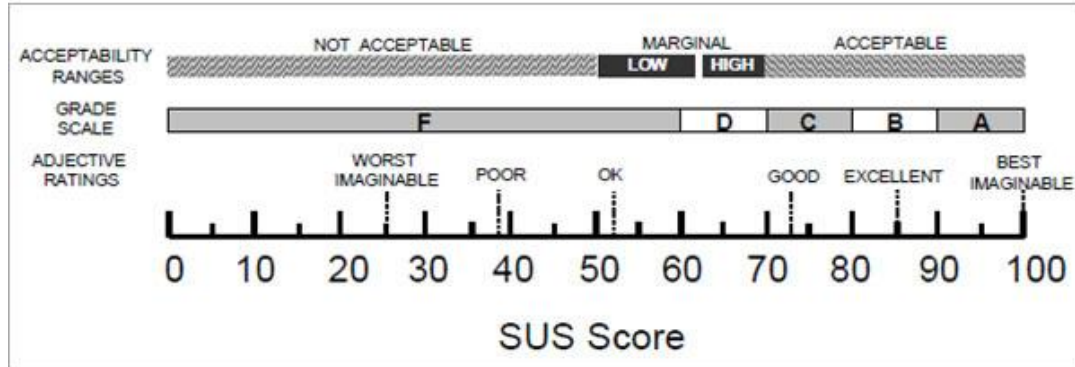 NOT ACCEPTABLE MARGINAL ACCEPTABLE
ACCEPTABILITY RANGES LOW HIGH
GRADE SCALE F D C B A
ADJECTIVE RATINGS
WORST IMAGINABLE POOR OK GOOD EXCELLENT BEST IMAGINABLE
0 10 20 30 40 50 60 70 80 90 100
SUS Score